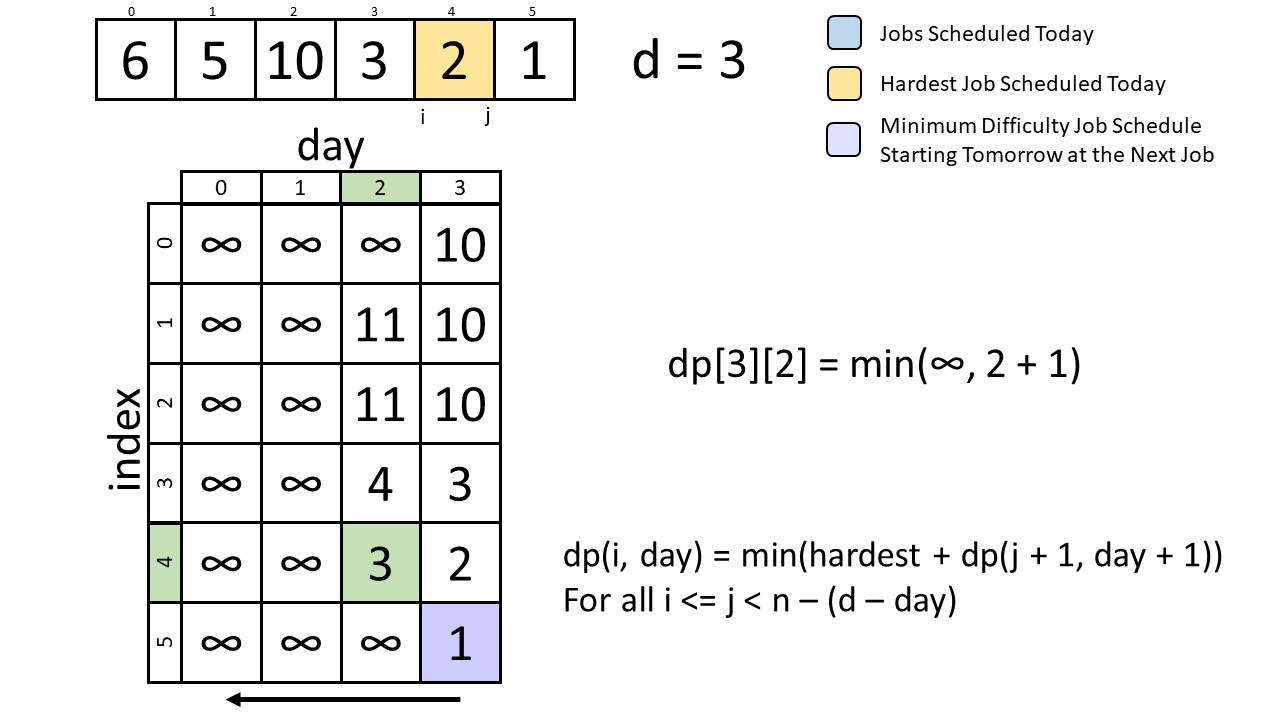 0 1 2 3 4 5
6 5 10 3 2 1
d = 3
i j
Jobs Scheduled Today
Hardest Job Scheduled Today
Minimum Difficulty Job Schedule
Starting Tomorrow at the Next Job
day
0 1 2 3
index
0 ∞ ∞ ∞ 10
1 ∞ ∞ 11 10
2 ∞ ∞ 11 10
3 ∞ ∞ 4 3
4 ∞ ∞ 3 2
5 ∞ ∞ ∞ 1
dp[3][2] = min(∞, 2 + 1)
dp(i, day) = min(hardest + dp(j + 1, day + 1))
For all i <= j < n – (d – day)